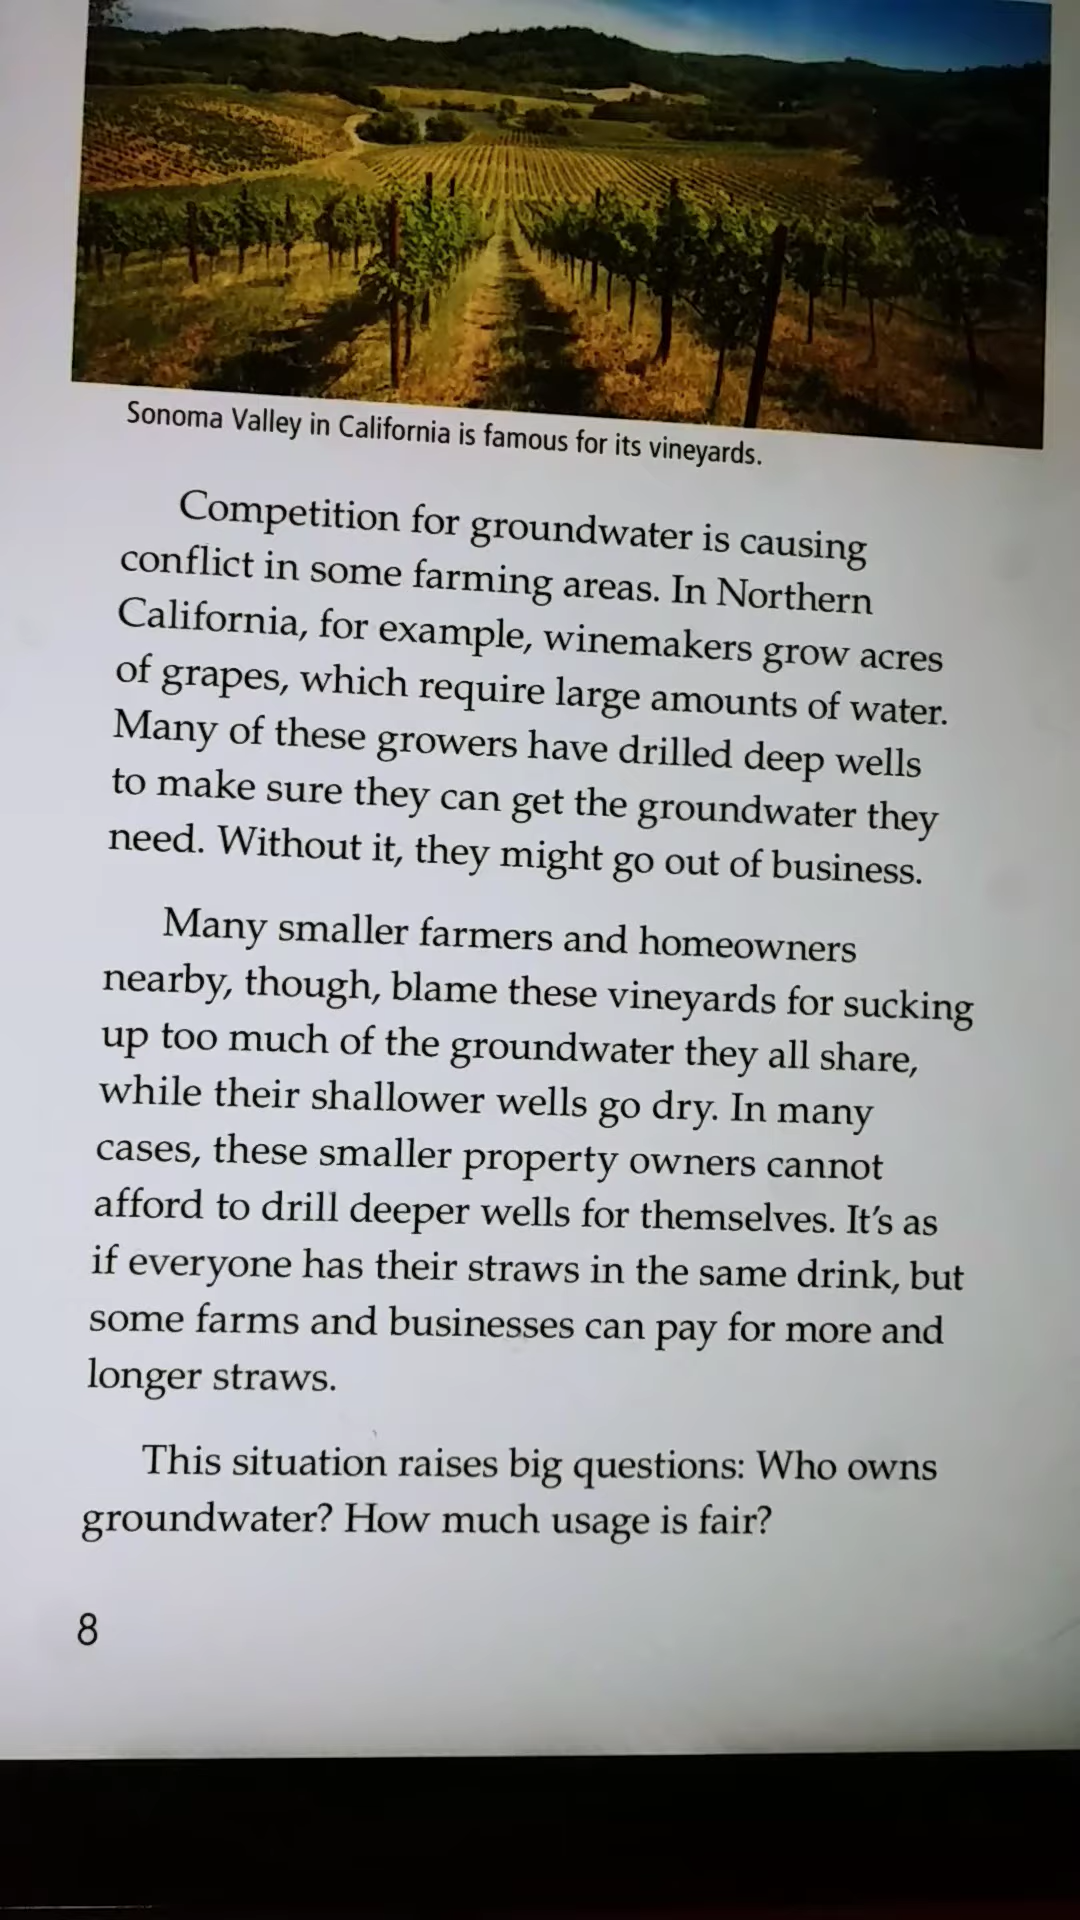 Sonoma Valley in California is famous for its vineyards.
Competition for groundwater is causing
conflict in some farming areas. In Northern
California, for example, winemakers grow acres
of grapes, which require large amounts of water.
Many of these growers have drilled deep wells
to make sure they can get the groundwater they
need. Without it, they might go out of business.
Many smaller farmers and homeowners
nearby, though, blame these vineyards for sucking
up too much of the groundwater they all share,
while their shallower wells go dry. In many
cases, these smaller property owners cannot
afford to drill deeper wells for themselves. It's as
if everyone has their straws in the same drink, but
some farms and businesses can pay for more and
longer straws.
This situation raises big questions: Who owns
groundwater? How much usage is fair?
8